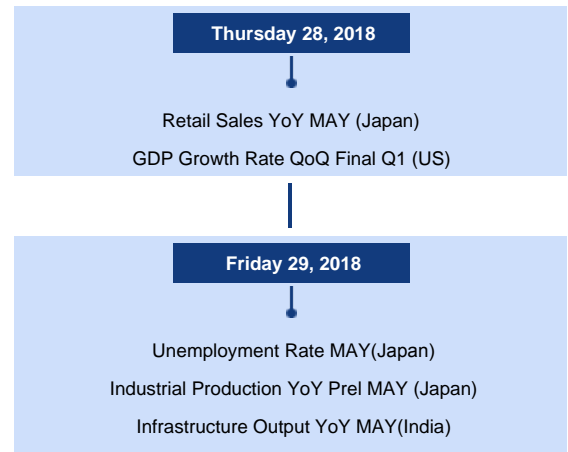 Thursday 28, 2018
Retail Sales YoY MAY (Japan)
GDP Growth Rate QoQ Final Q1 (US)
Friday 29, 2018
Unemployment Rate MAY(Japan)
Industrial Production YoY Prel MAY (Japan)
Infrastructure Output YoY MAY(India)